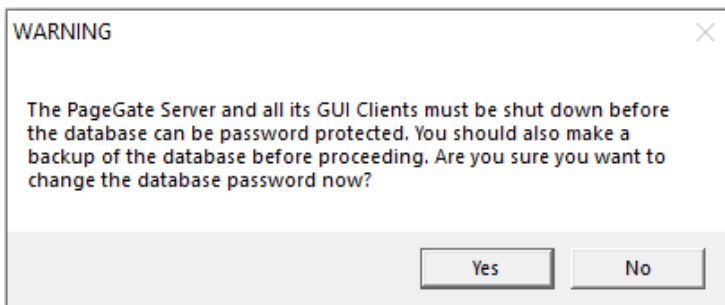 WARNING
The PageGate Server and all its GUI Clients must be shut down before
the database can be password protected. You should also make a
backup of the database before proceeding. Are you sure you want to
change the database password now?
Yes No